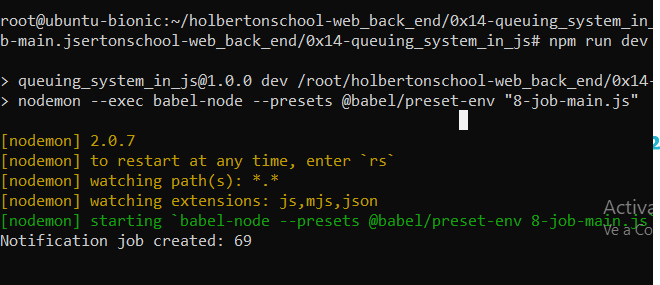 root@ubuntu-bionic:~/holbertonschool-web_back_end/0x14-queuing_system_in_
b-main.jsertonschool-web_back_end/0x14-queuing_system_in_js# npm run dev
> queuing_system_in_js@1.0.0 dev /root/holbertonschool-web_back_end/0x14-
> nodemon --exec babel-node --presets @babel/preset-env "8-job-main.js"
[nodemon] 2.0.7
[nodemon] to restart at any time, enter `rs`
[nodemon] watching path(s): *.*
[nodemon] watching extensions: js,mjs,json
[nodemon] starting `babel-node --presets @babel/preset-env 8-job-main.js
Notification job created: 69
2
Activa
Ve a Co